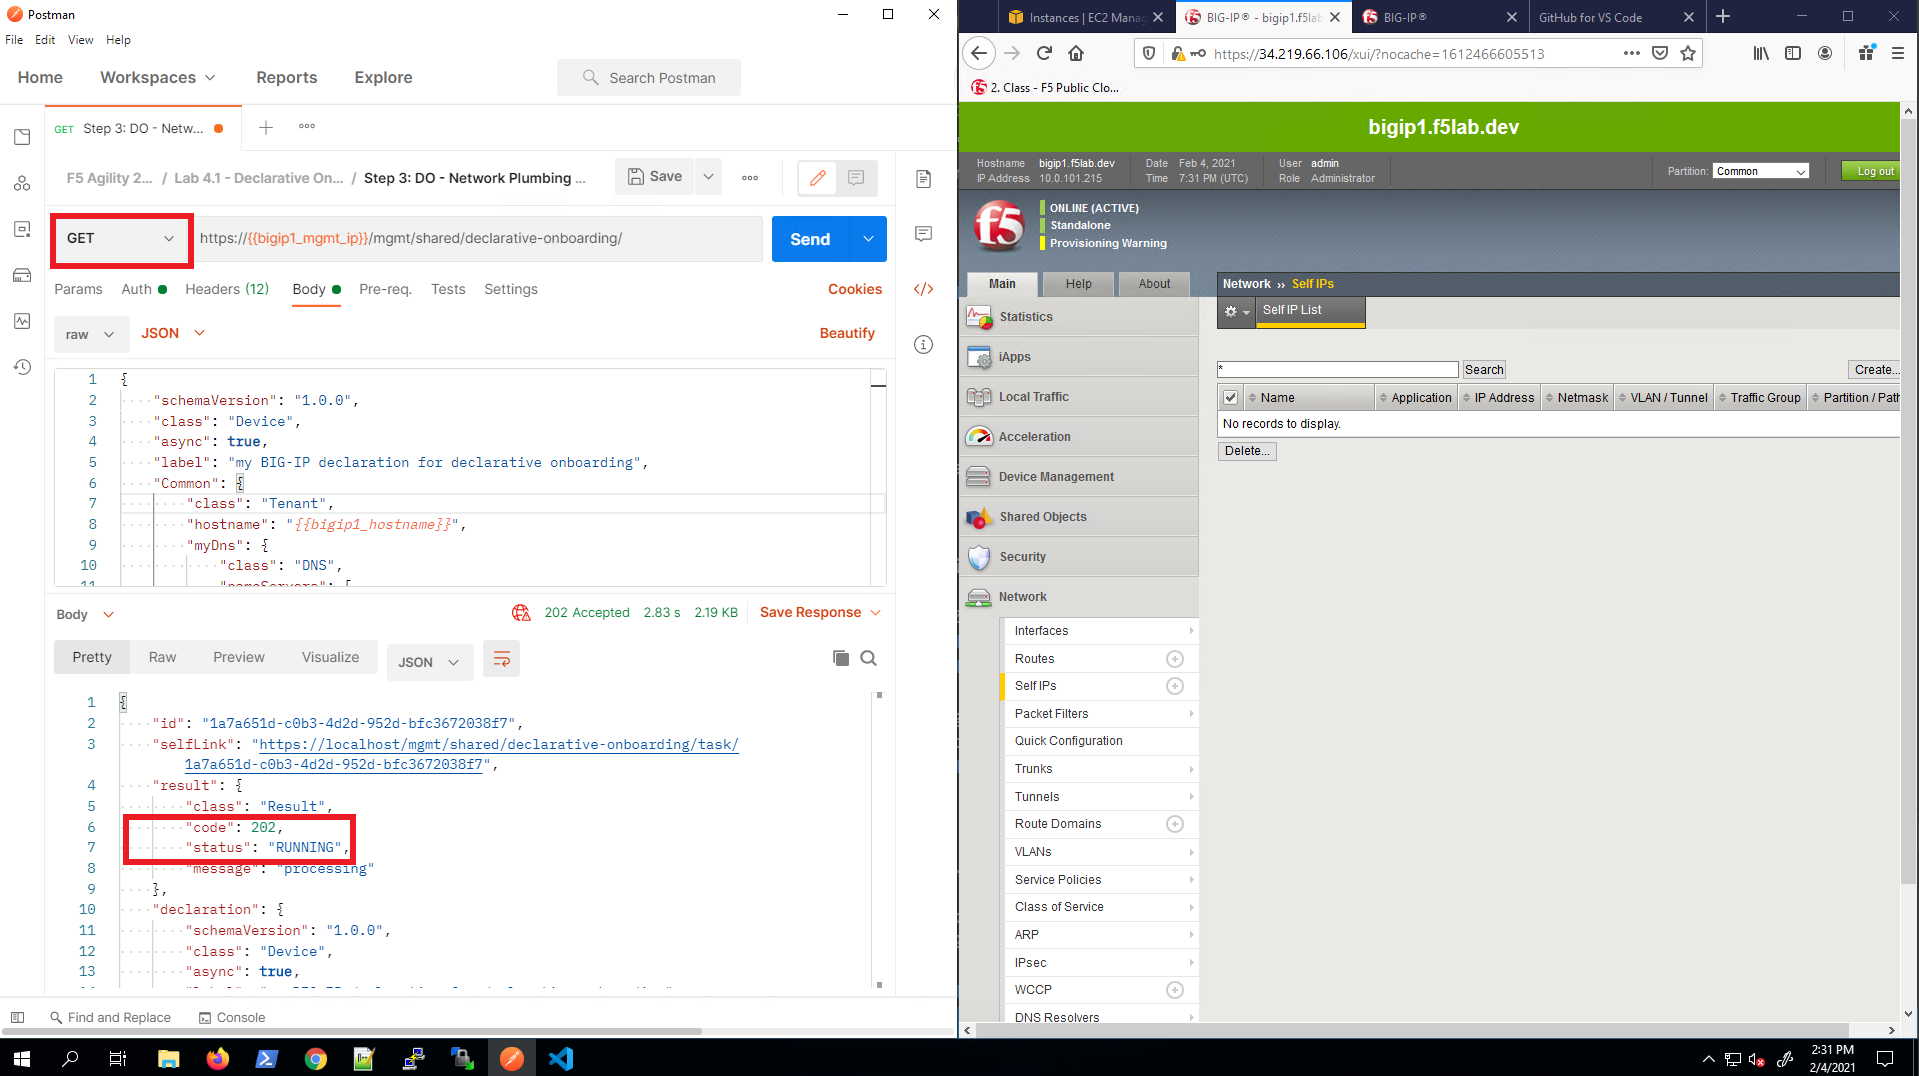 Postman
File Edit View Help
Home Workspaces Reports Explore Search Postman
GET Step 3: DO - Netw...
F5 Agility 2... / Lab 4.1 - Declarative On... / Step 3: DO - Network Plumbing ... Save
GET https://{{bigip1_mgmt_ip}}/mgmt/shared/declarative-onboarding/ Send
Params Auth Headers (12) Body Pre-req. Tests Settings Cookies
raw JSON Beautify
1 {
2 "schemaVersion": "1.0.0",
3 "class": "Device",
4 "async": true,
5 "label": "my BIG-IP declaration for declarative onboarding",
6 "Common": {
7 "class": "Tenant",
8 "hostname": "{{bigip1_hostname}}",
9 "myDns": {
10 "class": "DNS",
Body 202 Accepted 2.83 s 2.19 KB Save Response
Pretty Raw Preview Visualize JSON
1 {
2 "id": "1a7a651d-c0b3-4d2d-952d-bfc3672038f7",
3 "selfLink": "https://localhost/mgmt/shared/declarative-onboarding/task/
1a7a651d-c0b3-4d2d-952d-bfc3672038f7",
4 "result": {
5 "class": "Result",
6 "code": 202,
7 "status": "RUNNING",
8 "message": "processing"
9 },
10 "declaration": {
11 "schemaVersion": "1.0.0",
12 "class": "Device",
13 "async": true,
Find and Replace Console
Instances | EC2 Manag BIG-IP® - bigip1.f5lab BIG-IP® GitHub for VS Code
https://34.219.66.106/xui/?nocache=1612466605513
2. Class - F5 Public Clo...
bigip1.f5lab.dev
Hostname bigip1.f5lab.dev Date Feb 4, 2021 User admin
IP Address 10.0.101.215 Time 7:31 PM (UTC) Role Administrator
Partition: Common Log out
f5
ONLINE (ACTIVE)
Standalone
Provisioning Warning
Main Help About
Network ›› Self IPs
Self IP List
* Search Create...
Name Application IP Address Netmask VLAN / Tunnel Traffic Group Partition / Path
No records to display.
Delete...
Statistics
iApps
Local Traffic
Acceleration
Device Management
Shared Objects
Security
Network
Interfaces
Routes
Self IPs
Packet Filters
Quick Configuration
Trunks
Tunnels
Route Domains
VLANs
Service Policies
Class of Service
ARP
IPsec
WCCP
DNS Resolvers
2:31 PM
2/4/2021